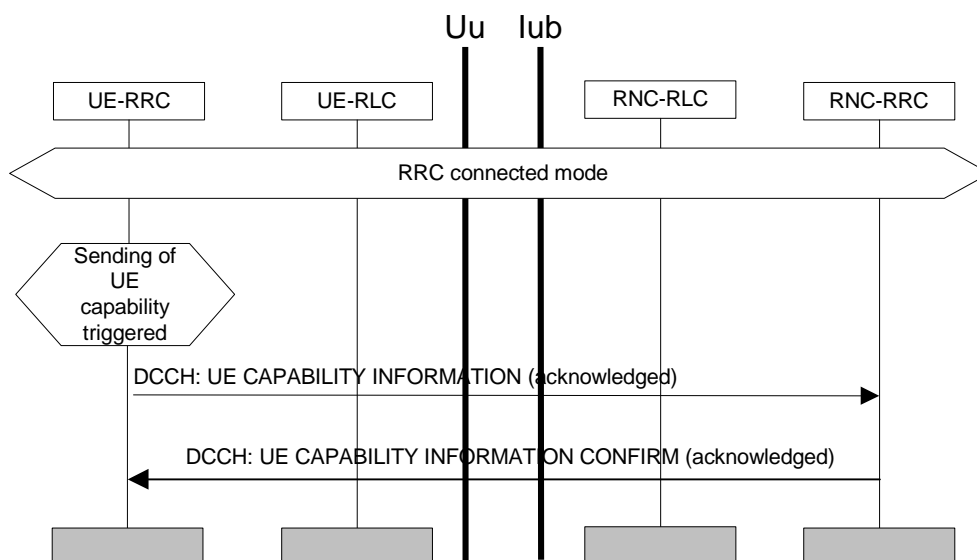 Uu
Iub
UE-RRC
UE-RLC
RNC-RLC
RNC-RRC
RRC connected mode
Sending of
UE
capability
triggered
DCCH: UE CAPABILITY INFORMATION (acknowledged)
DCCH: UE CAPABILITY INFORMATION CONFIRM (acknowledged)